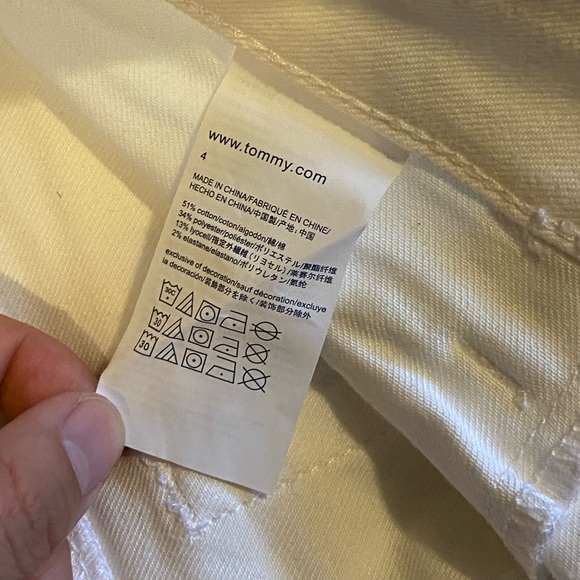 www.tommy.com
4
MADE IN CHINA/FABRIQUÉ EN CHINE/
HECHO EN CHINA/中国製/产地：中国
51% cotton/coton/algodón/綿/棉
34% polyester/poliéster/ポリエステル/聚酯纤维
13% lyocell/指定外繊維（リヨセル）/莱赛尔纤维
2% elastane/elastano/ポリウレタン/氨纶
exclusive of decoration/sauf décoration/excluye
la decoración/装飾部分を除く/装饰部分除外
30C
30
30